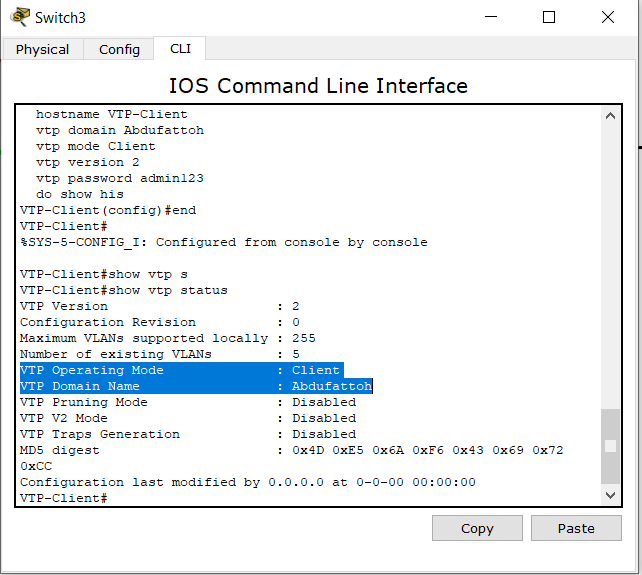 Switch3
Physical Config CLI
IOS Command Line Interface
hostname VTP-Client
vtp domain Abdufattoh
vtp mode Client
vtp version 2
vtp password admin123
do show his
VTP-Client(config)#end
VTP-Client#
%SYS-5-CONFIG_I: Configured from console by console
VTP-Client#show vtp s
VTP-Client#show vtp status
VTP Version : 2
Configuration Revision : 0
Maximum VLANs supported locally : 255
Number of existing VLANs : 5
VTP Operating Mode : Client
VTP Domain Name : Abdufattoh
VTP Pruning Mode : Disabled
VTP V2 Mode : Disabled
VTP Traps Generation : Disabled
MD5 digest : 0x4D 0xE5 0x6A 0xF6 0x43 0x69 0x72
0xCC
Configuration last modified by 0.0.0.0 at 0-0-00 00:00:00
VTP-Client#
Copy Paste